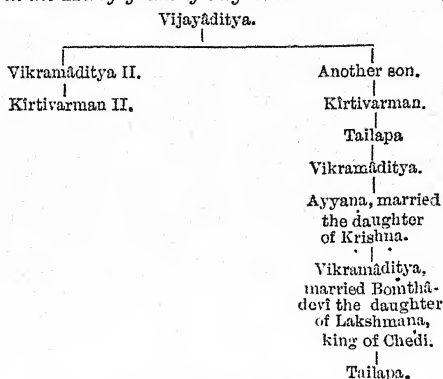 Vijayâditya.
Vikramâditya II.
Kîrtivarman II.
Another son.
Kîrtivarman.
Tailapa
Vikramâditya.
Ayyana, married
the daughter
of Krishna.
Vikramâditya,
married Bomthâ-
devî the daughter
of Lakshmana,
king of Chedi.
Tailapa.